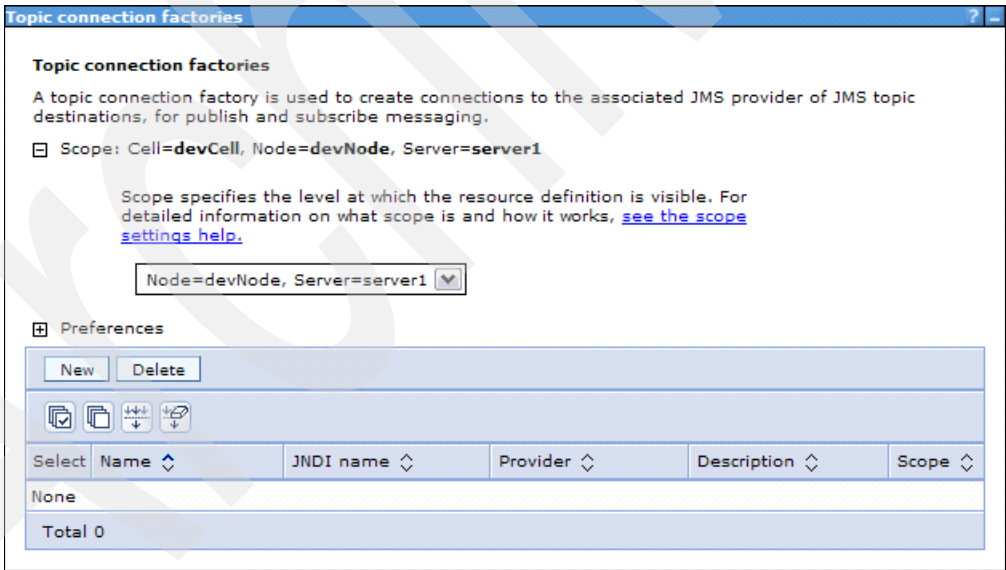 Topic connection factories ? -
Topic connection factories
A topic connection factory is used to create connections to the associated JMS provider of JMS topic
destinations, for publish and subscribe messaging.
Scope: Cell=devCell, Node=devNode, Server=server1
Scope specifies the level at which the resource definition is visible. For
detailed information on what scope is and how it works, see the scope
settings help.
Node=devNode, Server=server1
Preferences
New Delete
Select Name JNDI name Provider Description Scope
None
Total 0